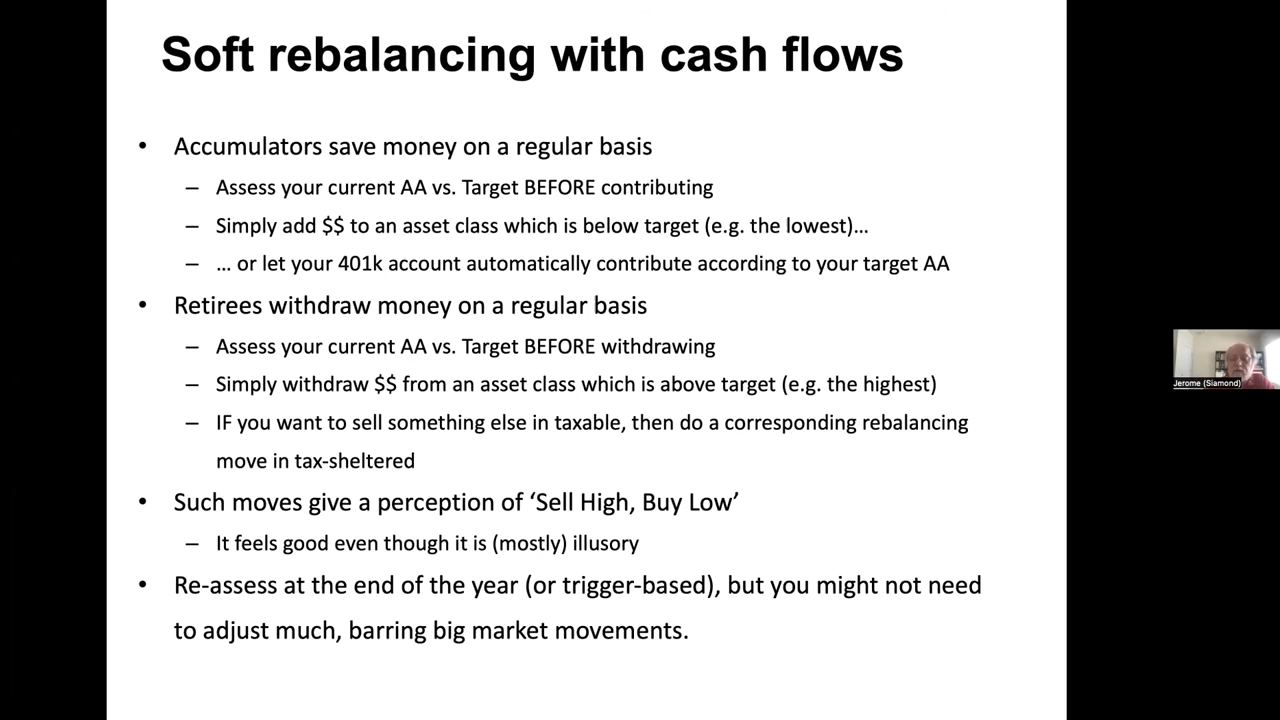 Soft rebalancing with cash flows
• Accumulators save money on a regular basis
– Assess your current AA vs. Target BEFORE contributing
– Simply add $$ to an asset class which is below target (e.g. the lowest)…
– … or let your 401k account automatically contribute according to your target AA
• Retirees withdraw money on a regular basis
– Assess your current AA vs. Target BEFORE withdrawing
– Simply withdraw $$ from an asset class which is above target (e.g. the highest)
– IF you want to sell something else in taxable, then do a corresponding rebalancing
move in tax-sheltered
• Such moves give a perception of ‘Sell High, Buy Low’
– It feels good even though it is (mostly) illusory
• Re-assess at the end of the year (or trigger-based), but you might not need
to adjust much, barring big market movements.
Jerome (Siamond)